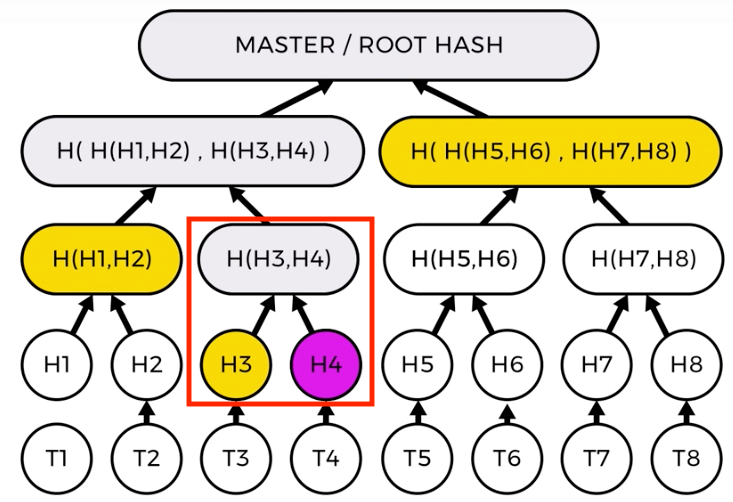 MASTER / ROOT HASH
H( H(H1,H2) , H(H3,H4) )
H( H(H5,H6) , H(H7,H8) )
H(H1,H2)
H(H3,H4)
H(H5,H6)
H(H7,H8)
H1
H2
H3
H4
H5
H6
H7
H8
T1
T2
T3
T4
T5
T6
T7
T8